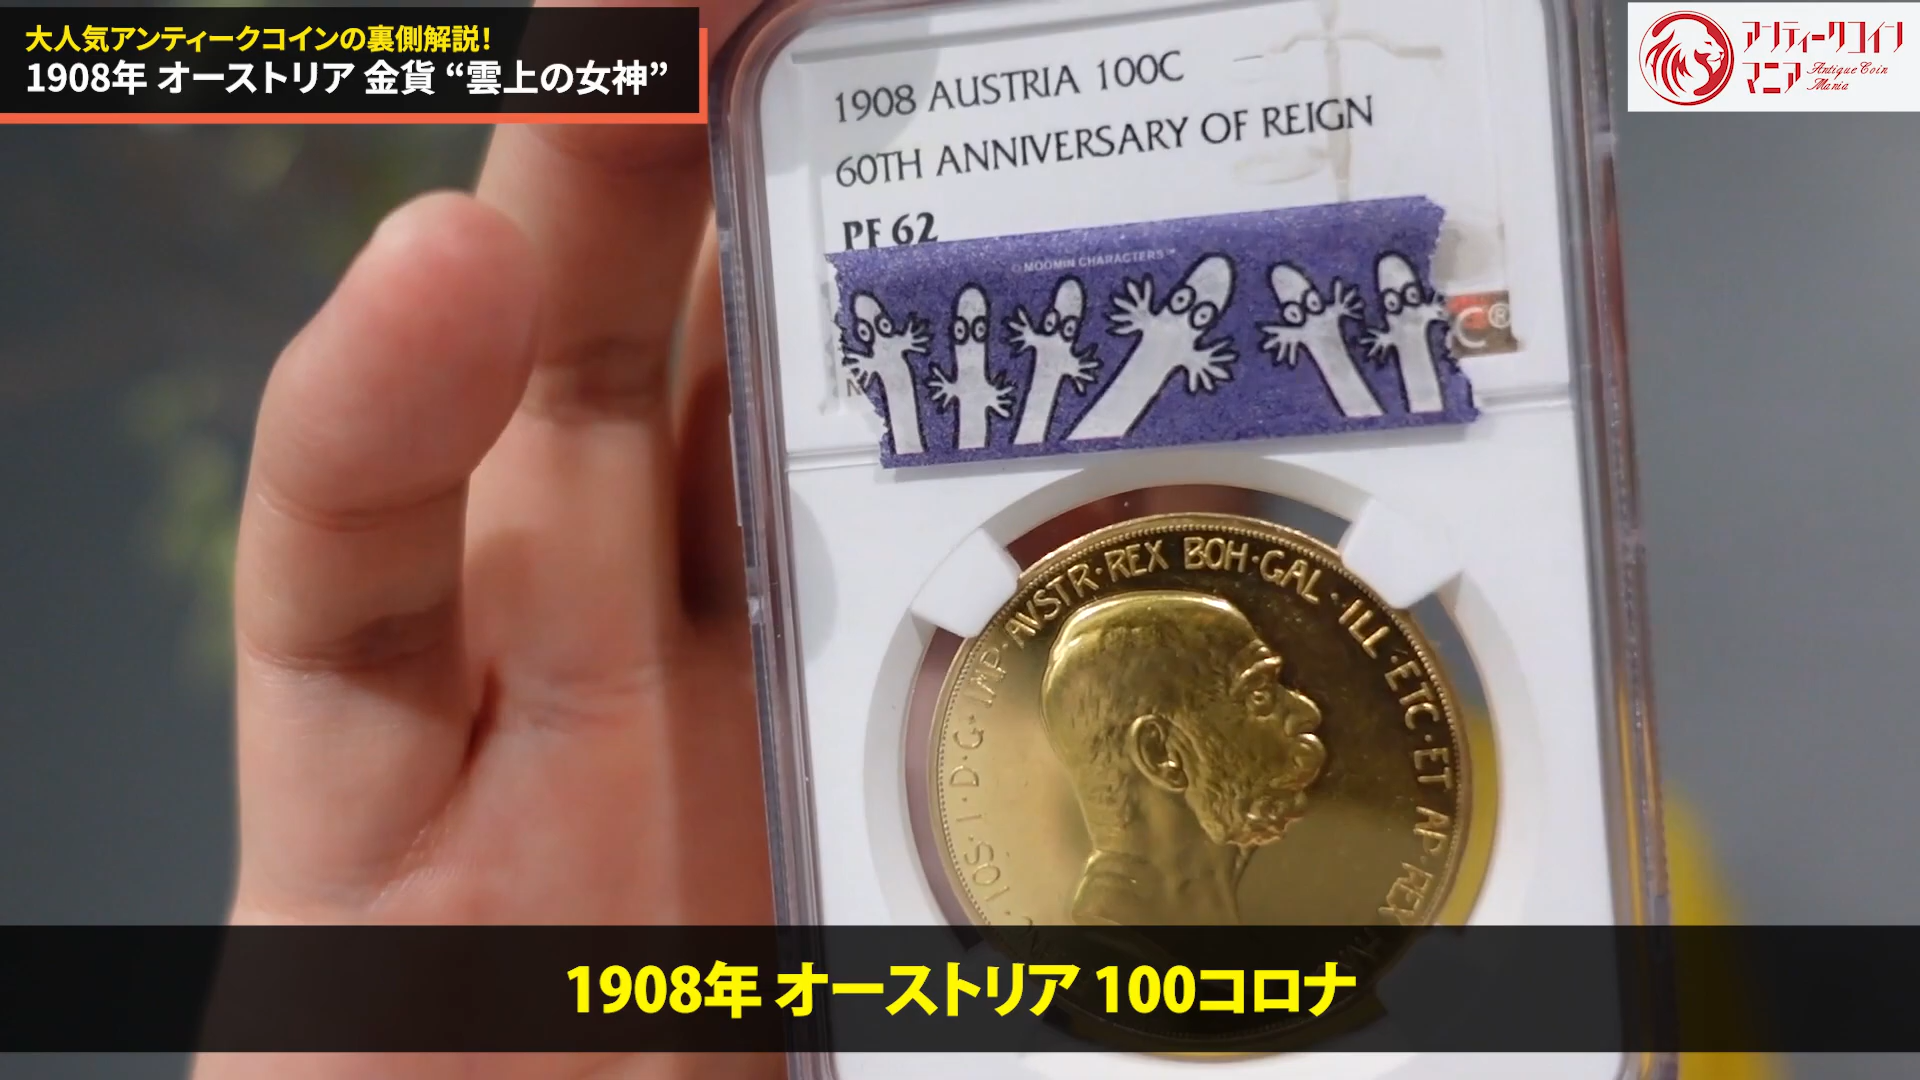 大人気アンティークコインの裏側解説!
1908年 オーストリア 金貨 “雲上の女神”
アンティークコイン
マニア
Antique Coin
Mania
1908 AUSTRIA 100C
60TH ANNIVERSARY OF REIGN
PF 62
© MOOMIN CHARACTERS™
C®
IOS·I·D·G·IMP·AVSTR·REX BOH·GAL·ILL·ETC·ET AP·REX
1908年 オーストリア 100コロナ